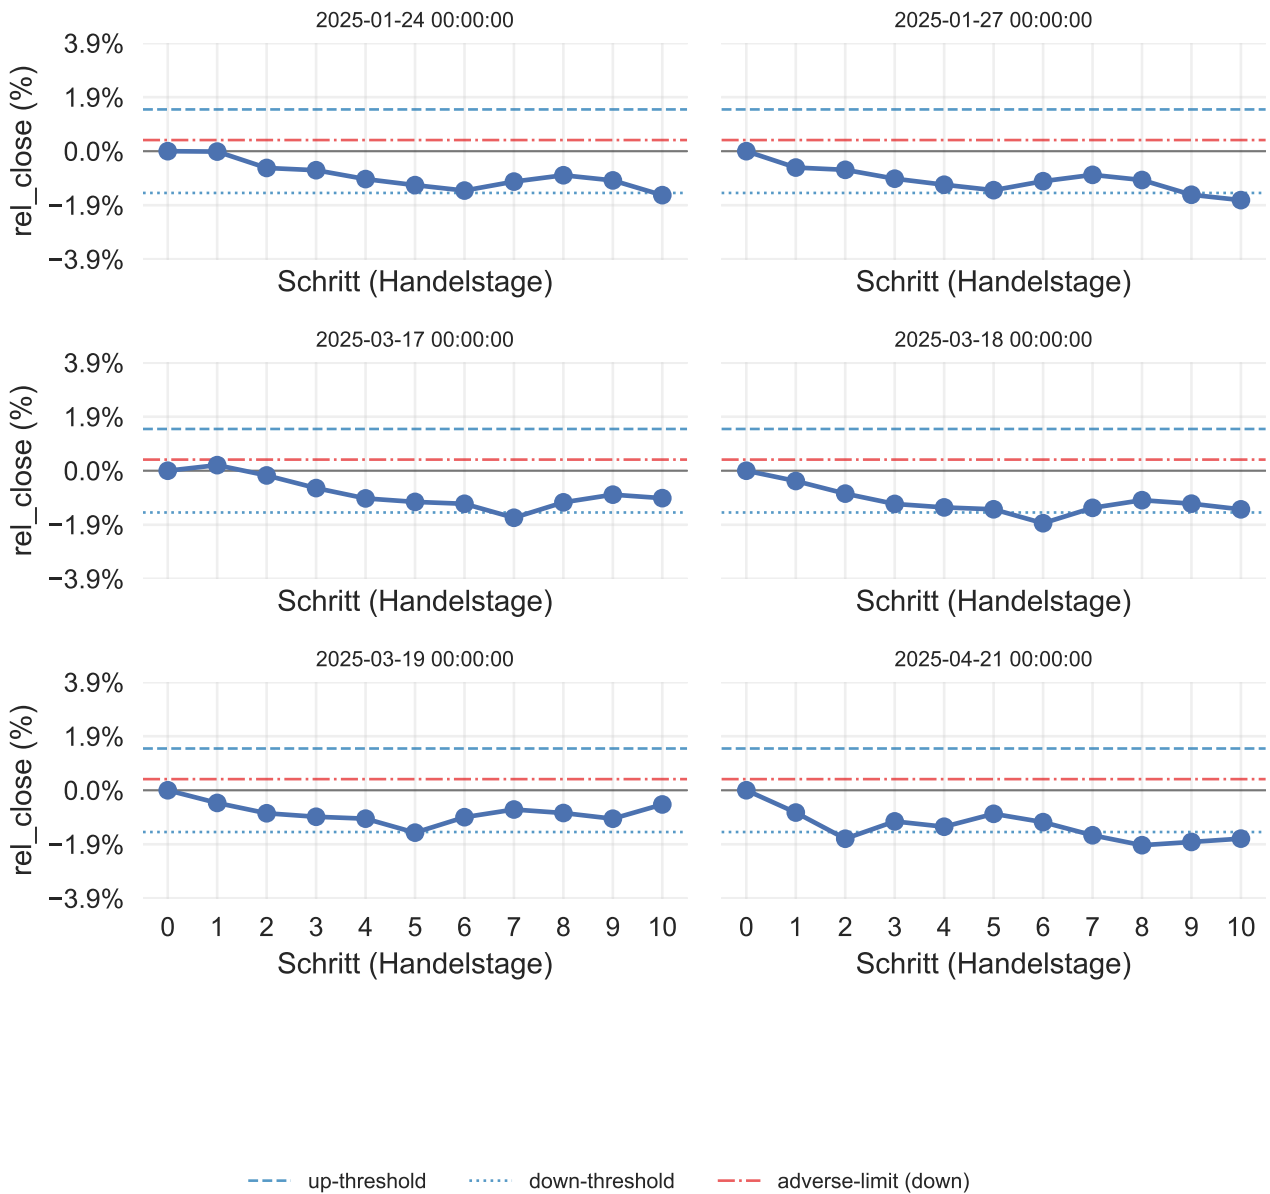 2025-01-24 00:00:00
2025-01-27 00:00:00
3.9%
1.9%
0.0%
−1.9%
−3.9%
rel_close (%)
Schritt (Handelstage)
Schritt (Handelstage)
2025-03-17 00:00:00
2025-03-18 00:00:00
3.9%
1.9%
0.0%
−1.9%
−3.9%
rel_close (%)
Schritt (Handelstage)
Schritt (Handelstage)
2025-03-19 00:00:00
2025-04-21 00:00:00
3.9%
1.9%
0.0%
−1.9%
−3.9%
rel_close (%)
0 1 2 3 4 5 6 7 8 9 10
0 1 2 3 4 5 6 7 8 9 10
Schritt (Handelstage)
Schritt (Handelstage)
up-threshold down-threshold adverse-limit (down)